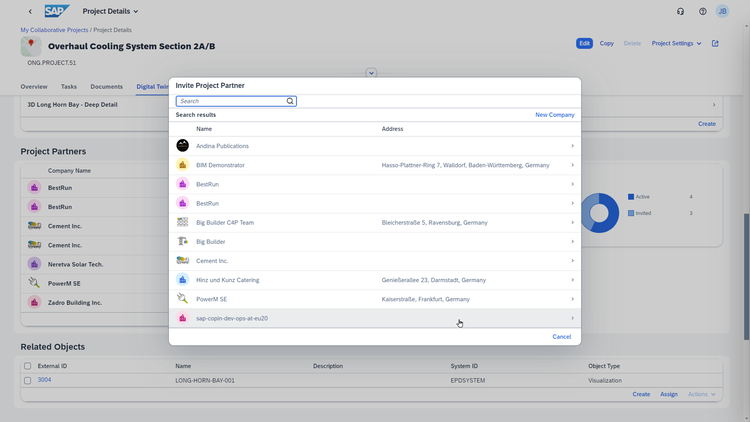 SAP
Project Details
JB
My Collaborative Projects / Project Details
Overhaul Cooling System Section 2A/B
ONG.PROJECT.51
Edit
Copy
Delete
Project Settings
Overview
Tasks
Documents
Digital Twin
3D Long Horn Bay - Deep Detail
Create
Project Partners
Company Name
BestRun
BestRun
Cement Inc.
Cement Inc.
Neretva Solar Tech.
PowerM SE
Zadro Building Inc.
Active 4
Invited 3
Invite Project Partner
Search
Search results
New Company
Name Address
Andina Publications
BIM Demonstrator Hasso-Plattner-Ring 7, Walldorf, Baden-Württemberg, Germany
BestRun
BestRun
Big Builder C4P Team Bleicherstraße 5, Ravensburg, Germany
Big Builder
Cement Inc.
Hinz und Kunz Catering Genießerallee 23, Darmstadt, Germany
PowerM SE Kaiserstraße, Frankfurt, Germany
sap-copin-dev-ops-at-eu20
Cancel
Related Objects
External ID Name Description System ID Object Type
3004 LONG-HORN-BAY-001 EPDSYSTEM Visualization
Create Assign Actions